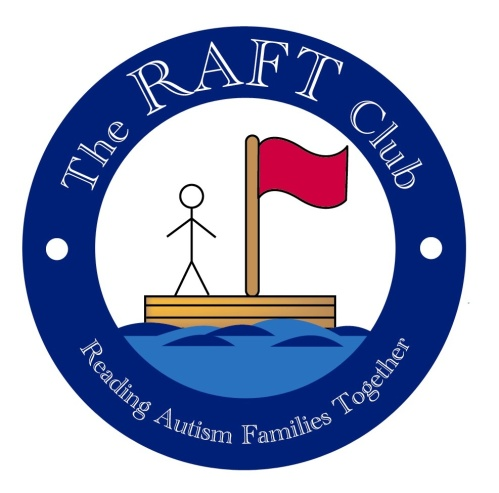 The RAFT Club
Reading Autism Families Together